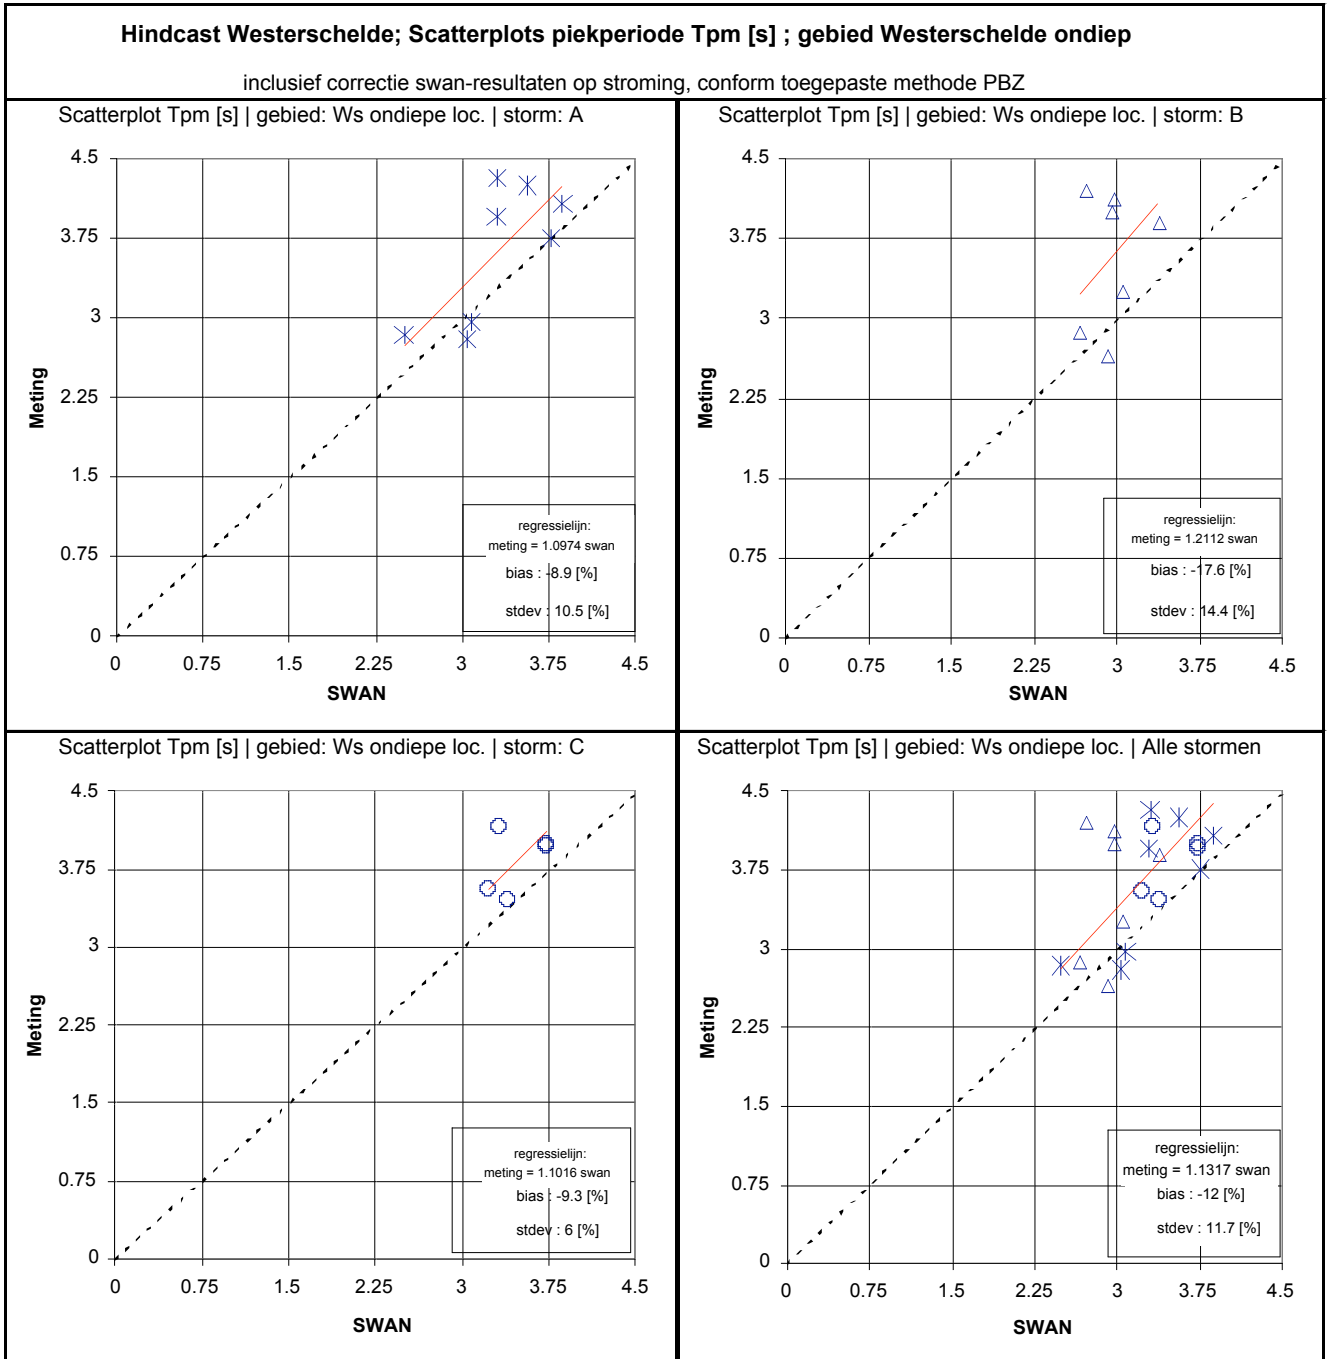 Hindcast Westerschelde; Scatterplots piekperiode Tpm [s] ; gebied Westerschelde ondiep
inclusief correctie swan-resultaten op stroming, conform toegepaste methode PBZ
Scatterplot Tpm [s] | gebied: Ws ondiepe loc. | storm: A
4.5
3.75
3
2.25
1.5
0.75
0
Meting
regressielijn:
meting = 1.0974 swan
bias : -8.9 [%]
stdev : 10.5 [%]
0 0.75 1.5 2.25 3 3.75 4.5
SWAN
Scatterplot Tpm [s] | gebied: Ws ondiepe loc. | storm: B
4.5
3.75
3
2.25
1.5
0.75
0
Meting
regressielijn:
meting = 1.2112 swan
bias : -17.6 [%]
stdev : 14.4 [%]
0 0.75 1.5 2.25 3 3.75 4.5
SWAN
Scatterplot Tpm [s] | gebied: Ws ondiepe loc. | storm: C
4.5
3.75
3
2.25
1.5
0.75
0
Meting
regressielijn:
meting = 1.1016 swan
bias : -9.3 [%]
stdev : 6 [%]
0 0.75 1.5 2.25 3 3.75 4.5
SWAN
Scatterplot Tpm [s] | gebied: Ws ondiepe loc. | Alle stormen
4.5
3.75
3
2.25
1.5
0.75
0
Meting
regressielijn:
meting = 1.1317 swan
bias : -12 [%]
stdev : 11.7 [%]
0 0.75 1.5 2.25 3 3.75 4.5
SWAN